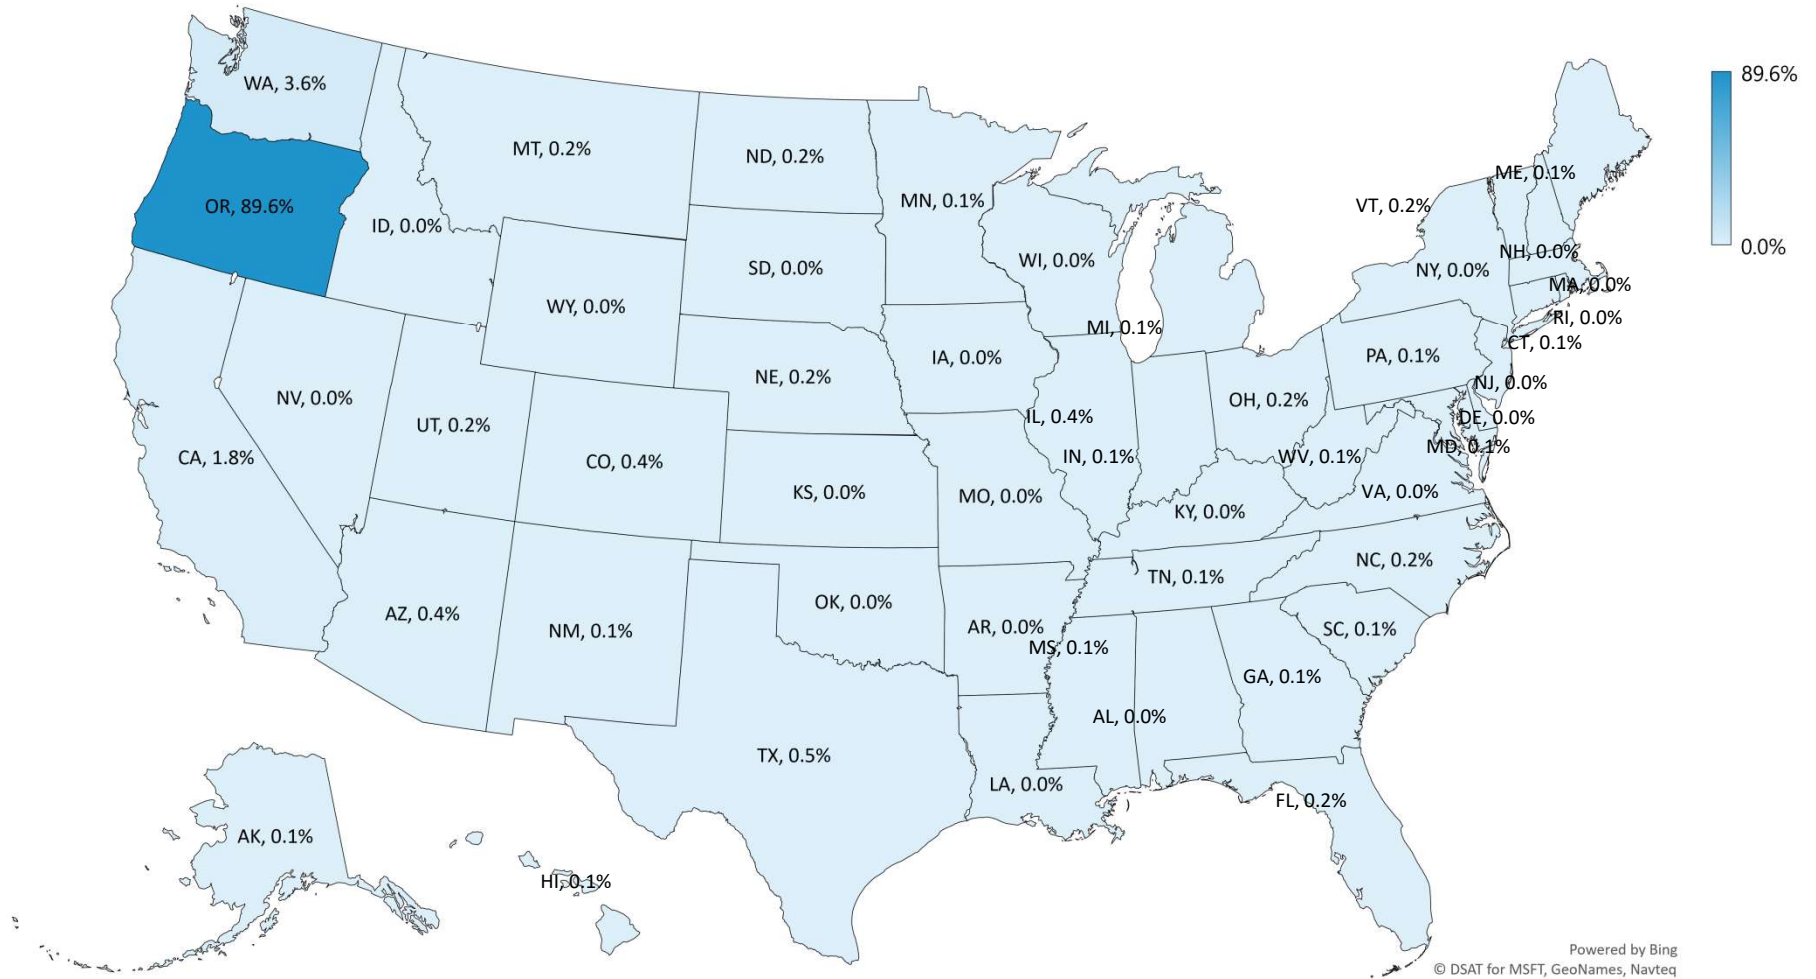 89.6%
WA, 3.6%
MT, 0.2%
ND, 0.2%
ME, 0.1%
MN, 0.1%
VT, 0.2%
OR, 89.6%
ID, 0.0%
0.0%
NH, 0.0%
WI, 0.0%
SD, 0.0%
NY, 0.0%
MA, 0.0%
WY, 0.0%
RI, 0.0%
MI, 0.1%
CT, 0.1%
PA, 0.1%
IA, 0.0%
NE, 0.2%
NJ, 0.0%
NV, 0.0%
OH, 0.2%
IL, 0.4%
DE, 0.0%
UT, 0.2%
MD, 0.1%
CA, 1.8%
IN, 0.1%
WV, 0.1%
CO, 0.4%
KS, 0.0%
MO, 0.0%
VA, 0.0%
KY, 0.0%
NC, 0.2%
TN, 0.1%
OK, 0.0%
AZ, 0.4%
AR, 0.0%
NM, 0.1%
SC, 0.1%
MS, 0.1%
GA, 0.1%
AL, 0.0%
TX, 0.5%
LA, 0.0%
FL, 0.2%
AK, 0.1%
HI, 0.1%
Powered by Bing
© DSAT for MSFT, GeoNames, Navteq